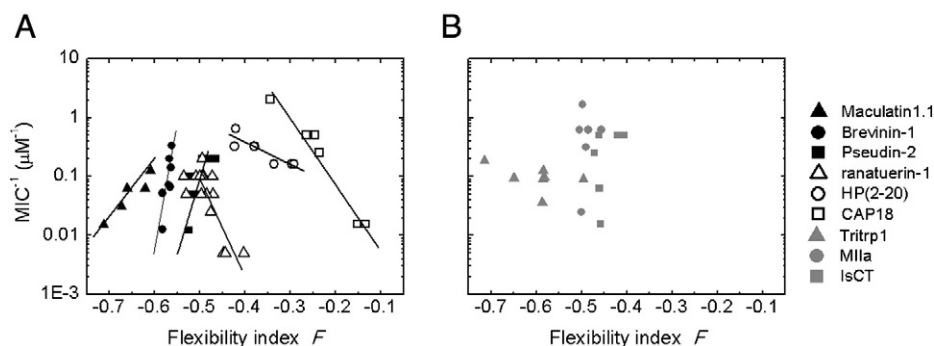 A
B
MIC⁻¹ (µM⁻¹)
10
1
0.1
0.01
1E-3
-0.7 -0.6 -0.5 -0.4 -0.3 -0.2 -0.1
Flexibility index F
-0.7 -0.6 -0.5 -0.4 -0.3 -0.2 -0.1
Flexibility index F
Maculatin1.1
Brevinin-1
Pseudin-2
ranatuerin-1
HP(2-20)
CAP18
Tritrp1
MIIa
IsCT